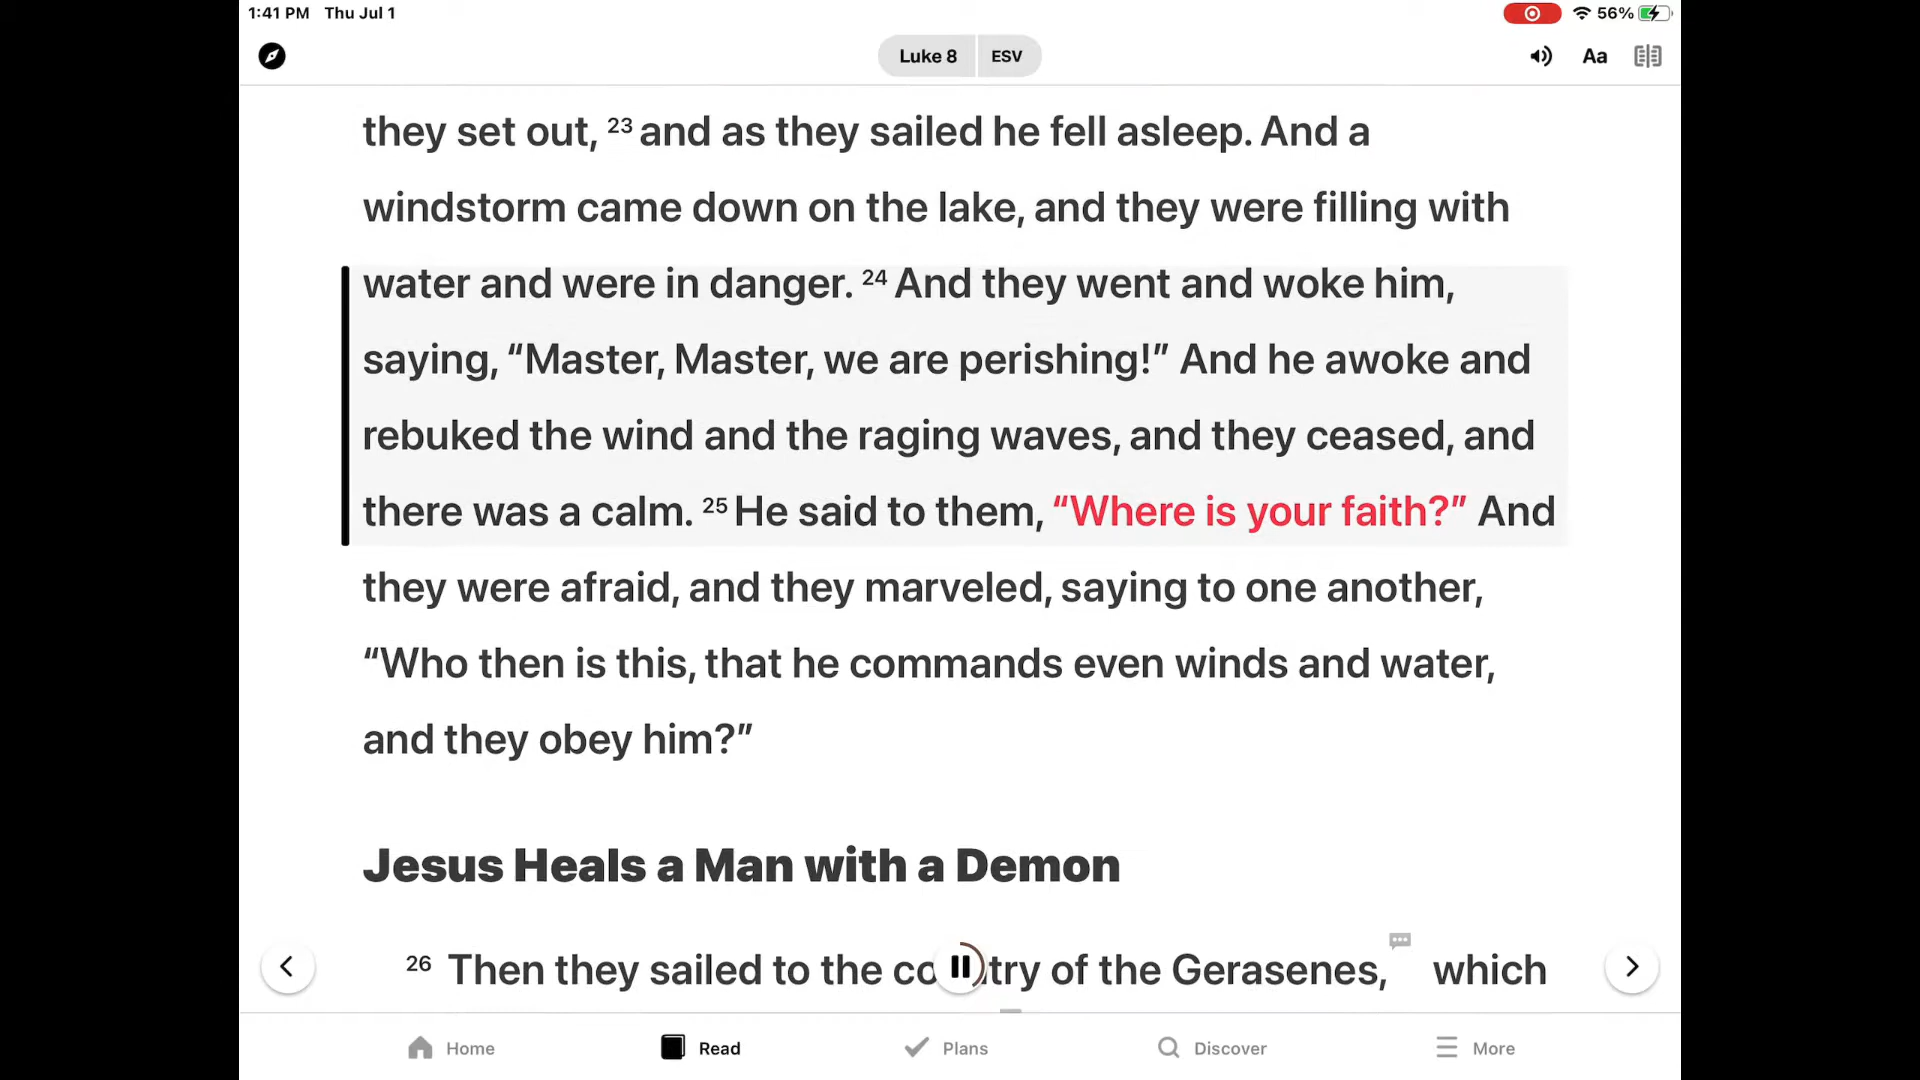 1:41 PM Thu Jul 1
56%
Luke 8 ESV
Aa
they set out, 23 and as they sailed he fell asleep. And a
windstorm came down on the lake, and they were filling with
water and were in danger. 24 And they went and woke him,
saying, “Master, Master, we are perishing!” And he awoke and
rebuked the wind and the raging waves, and they ceased, and
there was a calm. 25 He said to them, “Where is your faith?” And
they were afraid, and they marveled, saying to one another,
“Who then is this, that he commands even winds and water,
and they obey him?”
Jesus Heals a Man with a Demon
26 Then they sailed to the co try of the Gerasenes, which
Home Read Plans Discover More